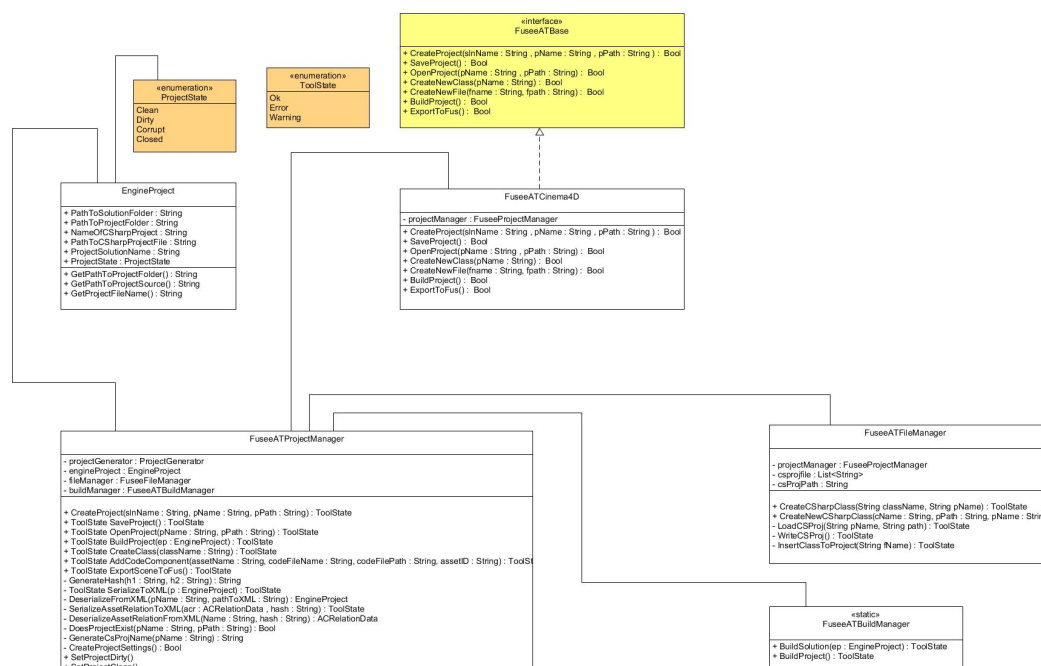 «interface»
FuseeATBase
+ CreateProject(slnName : String , pName : String , pPath : String ) : Bool
+ SaveProject() : Bool
+ OpenProject(pName : String , pPath : String) : Bool
+ CreateNewClass(pName : String) : Bool
+ CreateNewFile(fname : String, fpath : String) : Bool
+ BuildProject() : Bool
+ ExportToFus() : Bool
«enumeration»
ProjectState
Clean
Dirty
Corrupt
Closed
«enumeration»
ToolState
Ok
Error
Warning
EngineProject
+ PathToSolutionFolder : String
+ PathToProjectFolder : String
+ NameOfCSharpProject : String
+ PathToCSharpProjectFile : String
+ ProjectSolutionName : String
+ ProjectState : ProjectState
+ GetPathToProjectFolder() : String
+ GetPathToProjectSource() : String
+ GetProjectFileName() : String
FuseeATCinema4D
- projectManager : FuseeProjectManager
+ CreateProject(slnName : String , pName : String , pPath : String ) : Bool
+ SaveProject() : Bool
+ OpenProject(pName : String , pPath : String) : Bool
+ CreateNewClass(pName : String) : Bool
+ CreateNewFile(fname : String, fpath : String) : Bool
+ BuildProject() : Bool
+ ExportToFus() : Bool
FuseeATProjectManager
- projectGenerator : ProjectGenerator
- engineProject : EngineProject
- fileManager : FuseeFileManager
- buildManager : FuseeATBuildManager
+ CreateProject(slnName : String, pName : String, pPath : String) : ToolState
+ ToolState SaveProject() : ToolState
+ ToolState OpenProject(pName : String, pPath : String) : ToolState
+ ToolState BuildProject(ep : EngineProject) : ToolState
+ ToolState CreateClass(className : String) : ToolState
+ ToolState AddCodeComponent(assetName : String, codeFileName : String, codeFilePath : String, assetID : String) : ToolSt
+ ToolState ExportSceneToFus() : ToolState
- GenerateHash(h1 : String, h2 : String) : String
- ToolState SerializeToXML(p : EngineProject) : ToolState
- DeserializeFromXML(pName : String, pathToXML : String) : EngineProject
- SerializeAssetRelationToXML(acr : ACRelationData , hash : String) : ToolState
- DeserializeAssetRelationFromXML(Name : String, hash : String) : ACRelationData
- DoesProjectExist(pName : String, pPath : String) : Bool
- GenerateCsProjName(pName : String) : String
- CreateProjectSettings() : Bool
+ SetProjectDirty()
+ SetProjectClean()
FuseeATFileManager
- projectManager : FuseeProjectManager
- csprojfile : List<String>
- csProjPath : String
+ CreateCSharpClass(String className, String pName) : ToolState
+ CreateNewCSharpClass(cName : String, pPath : String, pName : Strin
- LoadCSProj(String pName, String path) : ToolState
- WriteCSProj() : ToolState
- InsertClassToProject(String fName) : ToolState
«static»
FuseeATBuildManager
+ BuildSolution(ep : EngineProject) : ToolState
+ BuildProject() : ToolState